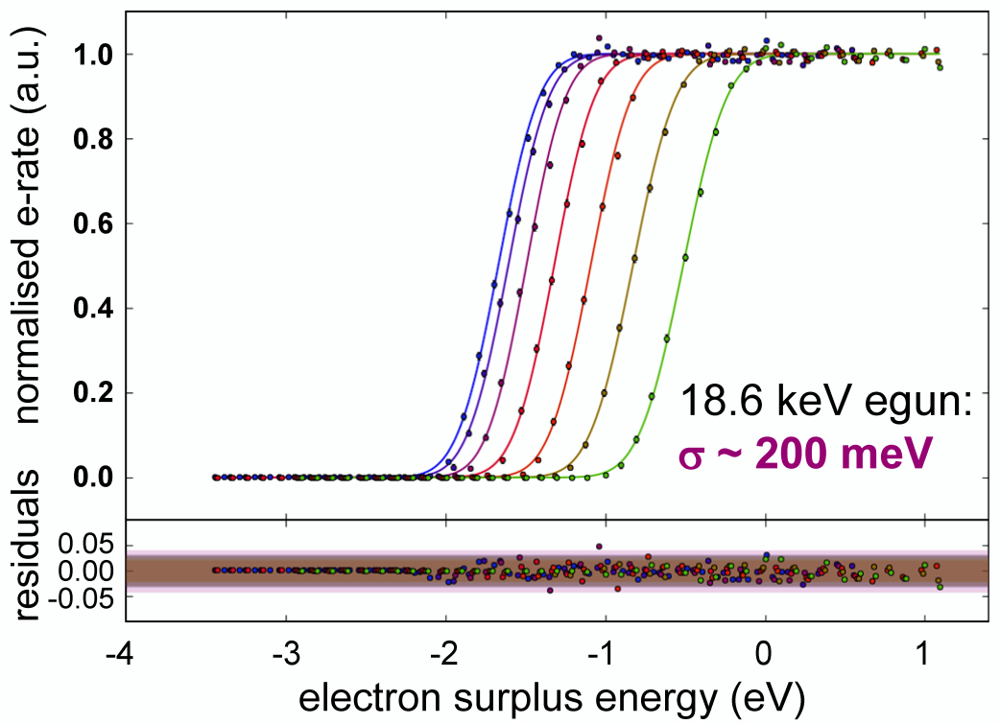 normalised e-rate (a.u.)
1.0
0.8
0.6
0.4
0.2
0.0
18.6 keV egun:
σ ~ 200 meV
residuals
0.05
0.00
-0.05
-4 -3 -2 -1 0 1
electron surplus energy (eV)